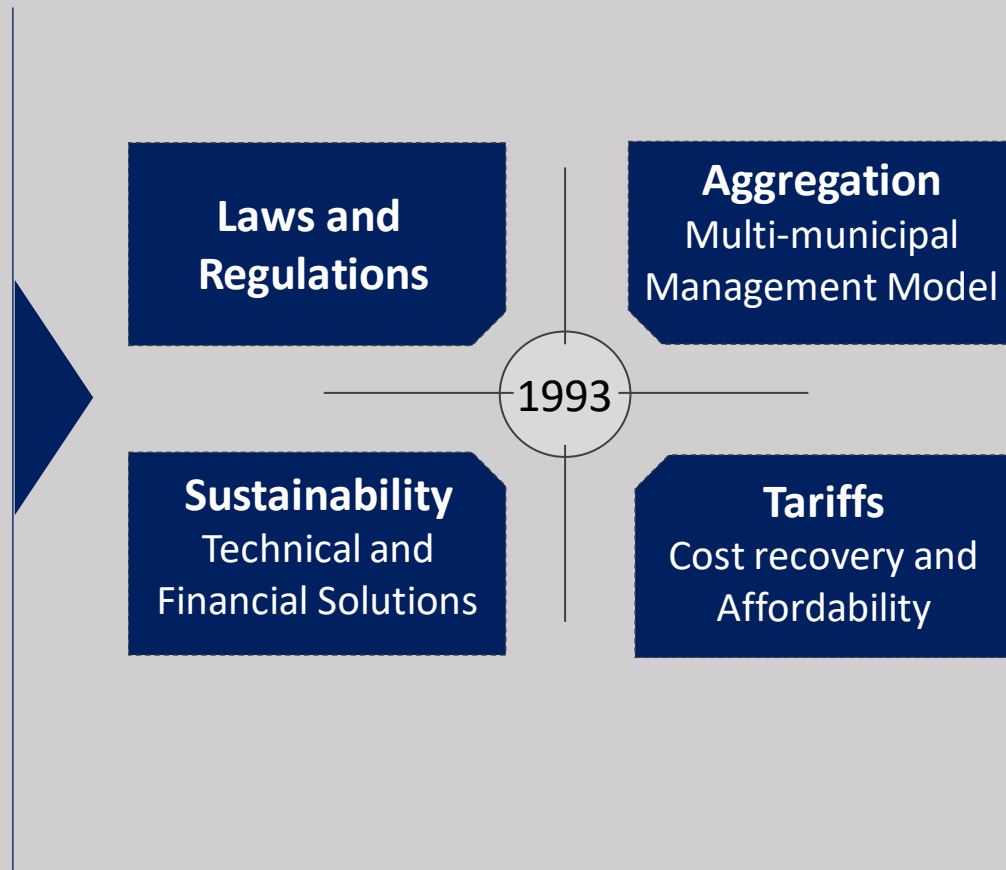 Laws and
Regulations
Aggregation
Multi-municipal
Management Model
1993
Sustainability
Technical and
Financial Solutions
Tariffs
Cost recovery and
Affordability